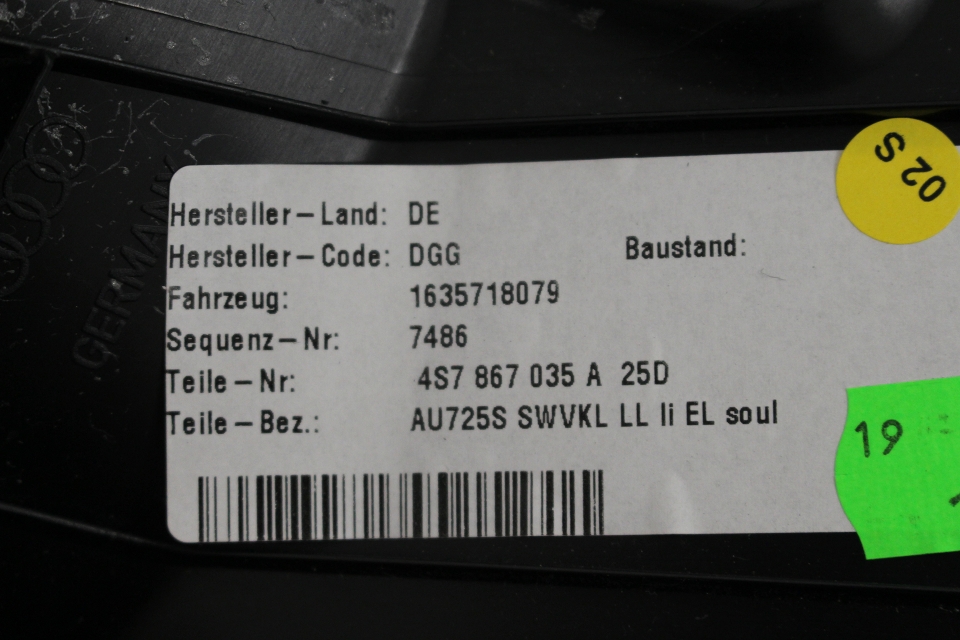 Hersteller-Land: DE
Hersteller-Code: DGG Baustand:
Fahrzeug: 1635718079
Sequenz-Nr: 7486
Teile-Nr: 4S7 867 035 A 25D
Teile-Bez.: AU725S SWVKL LL li EL soul
02 S
19
GERMANY